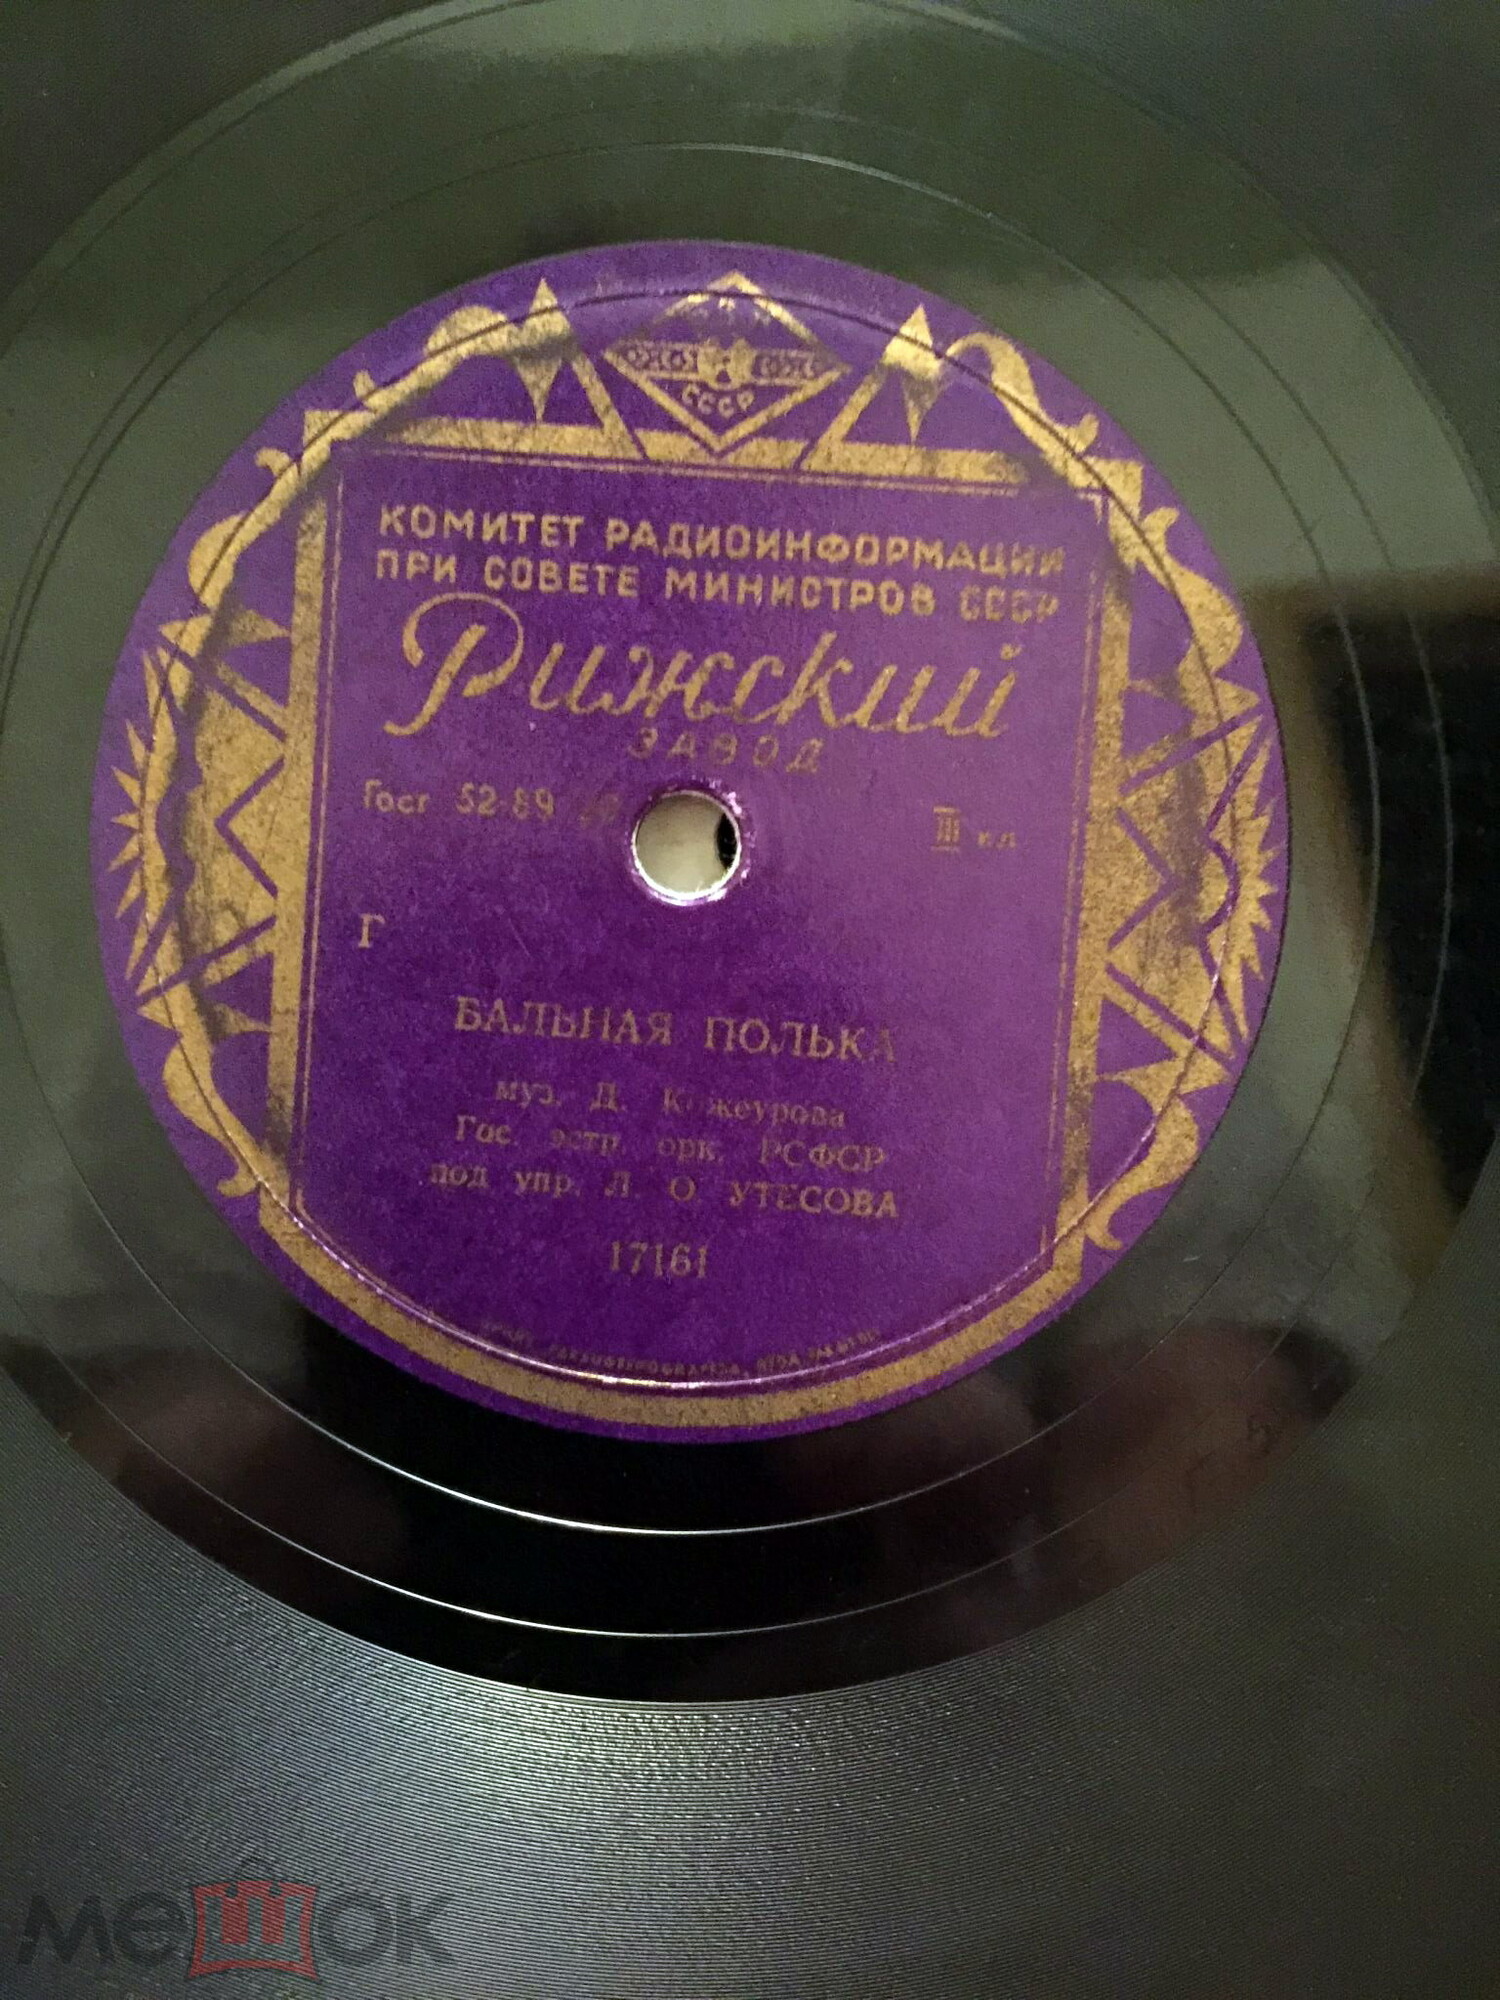 СССР
КОМИТЕТ РАДИОИНФОРМАЦИИ
ПРИ СОВЕТЕ МИНИСТРОВ СССР
Рижский
ЗАВОД
Гост 52-89
III кл
Г
БАЛЬНАЯ ПОЛЬКА
муз. Д. Кожеурова
Гос. эстр. орк. РСФСР
под упр. Л. О. УТЕСОВА
17161
мешок